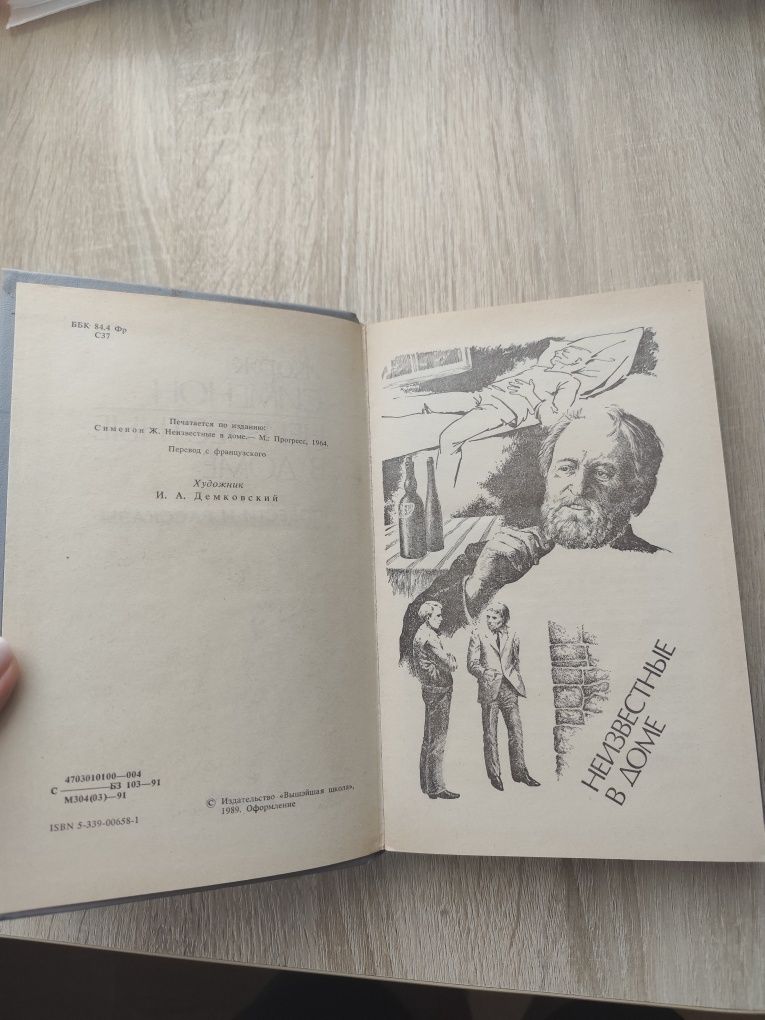 ББК 84.4 Фр
С37
Печатается по изданию:
Сименон Ж. Неизвестные в доме.— М.: Прогресс, 1964.
Перевод с французского
Художник
И. А. Демковский
4703010100—004
С ——— БЗ 103—91
М304(03)—91
ISBN 5-339-00658-1
© Издательство «Вышэйшая школа»,
1989. Оформление
НЕИЗВЕСТНЫЕ
В ДОМЕ